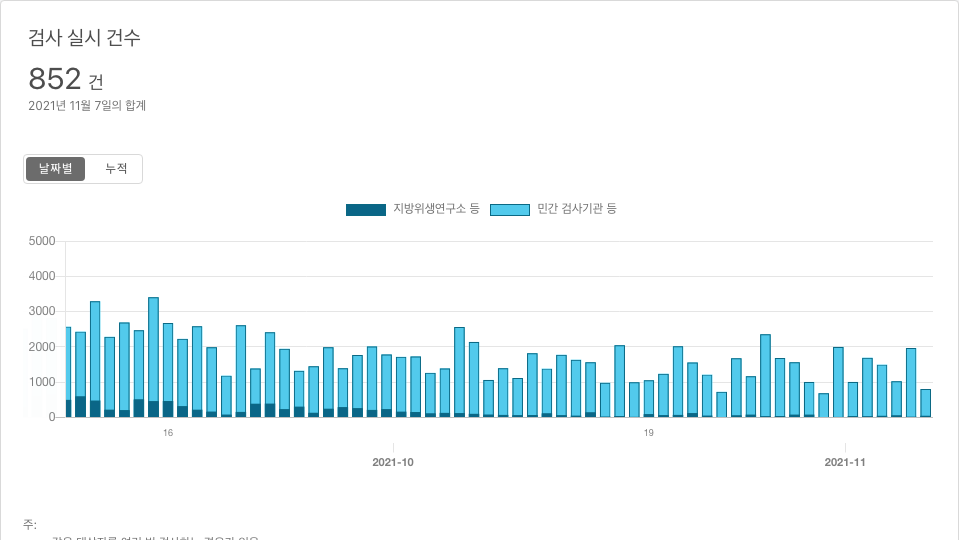 검사 실시 건수
852 건
2021년 11월 7일의 합계
날짜별 누적
지방위생연구소 등 민간 검사기관 등
5000
4000
3000
2000
1000
0
16 19
2021-10 2021-11
주: